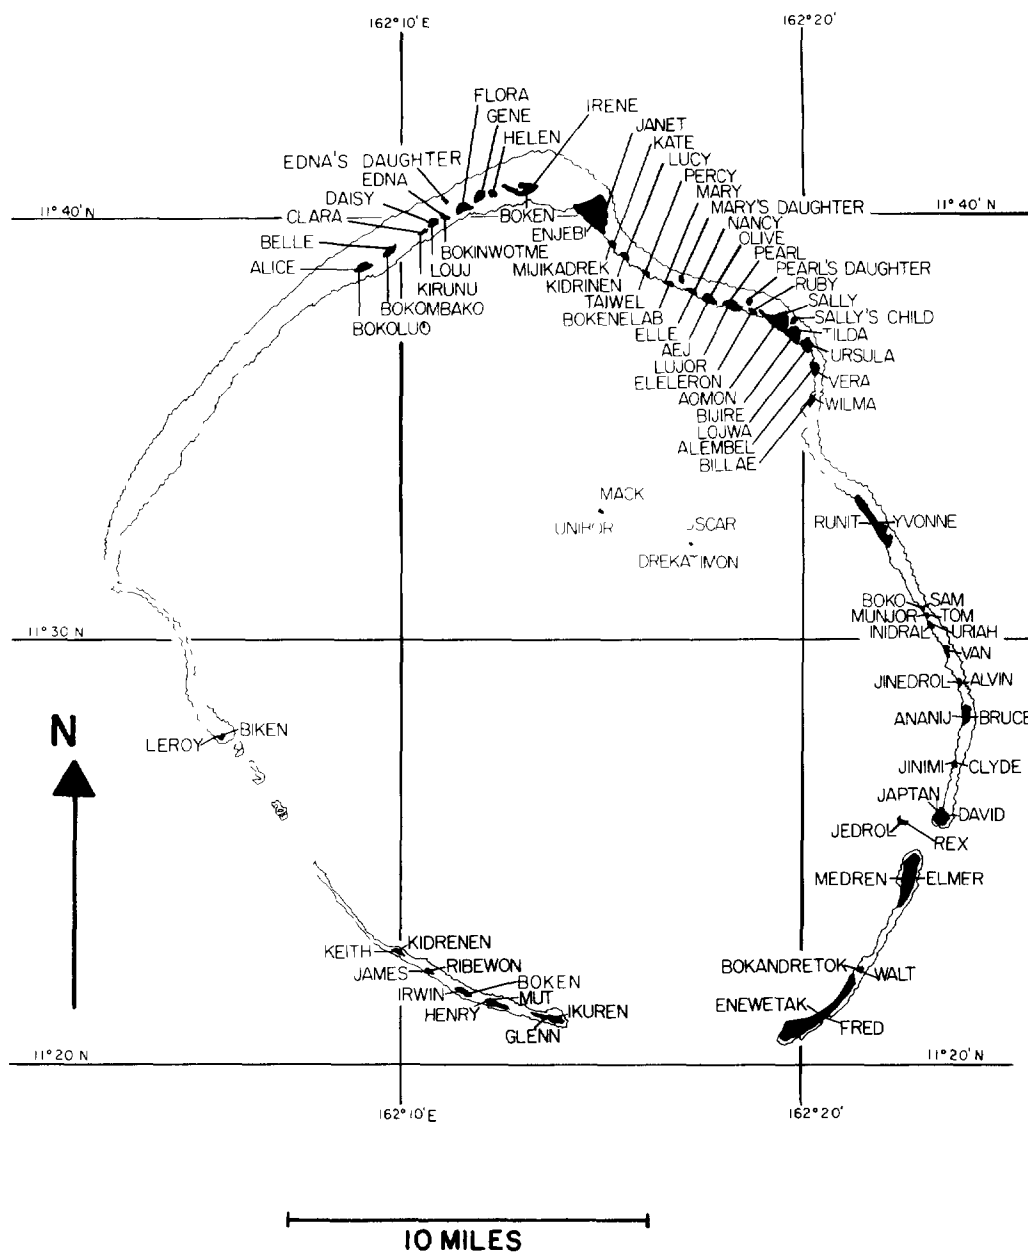 162° 10' E
162° 20'
FLORA
GENE
HELEN
IRENE
JANET
KATE
LUCY
PERCY
MARY
MARY'S DAUGHTER
NANCY
OLIVE
PEARL
PEARL'S DAUGHTER
RUBY
SALLY
SALLY'S CHILD
TILDA
URSULA
VERA
WILMA
EDNA'S DAUGHTER
EDNA
DAISY
CLARA
BELLE
ALICE
11° 40' N
11° 40' N
BOKEN
ENJEBI
BOKINWOTME
LOUJ
KIRUNU
BOKOMBAKO
BOKOLUO
MIJIKADREK
KIDRINEN
TAIWEL
BOKENELAB
ELLE
AEJ
LUJOR
ELELERON
AOMON
BIJIRE
LOJWA
ALEMBEL
BILLAE
MACK
UNIBOR
OSCAR
DREKATIMON
RUNIT
YVONNE
BOKO
SAM
MUNJOR
TOM
INIDRAL
URIAH
VAN
11° 30' N
JINEDROL
ALVIN
ANANIJ
BRUCE
N
LEROY
BIKEN
JINIMI
CLYDE
JAPTAN
DAVID
JEDROL
REX
MEDREN
ELMER
KEITH
KIDRENEN
JAMES
RIBEWON
IRWIN
BOKEN
HENRY
MUT
GLENN
IKUREN
BOKANDRETOK
WALT
ENEWETAK
FRED
11° 20' N
11° 20' N
162° 10' E
162° 20'
10 MILES